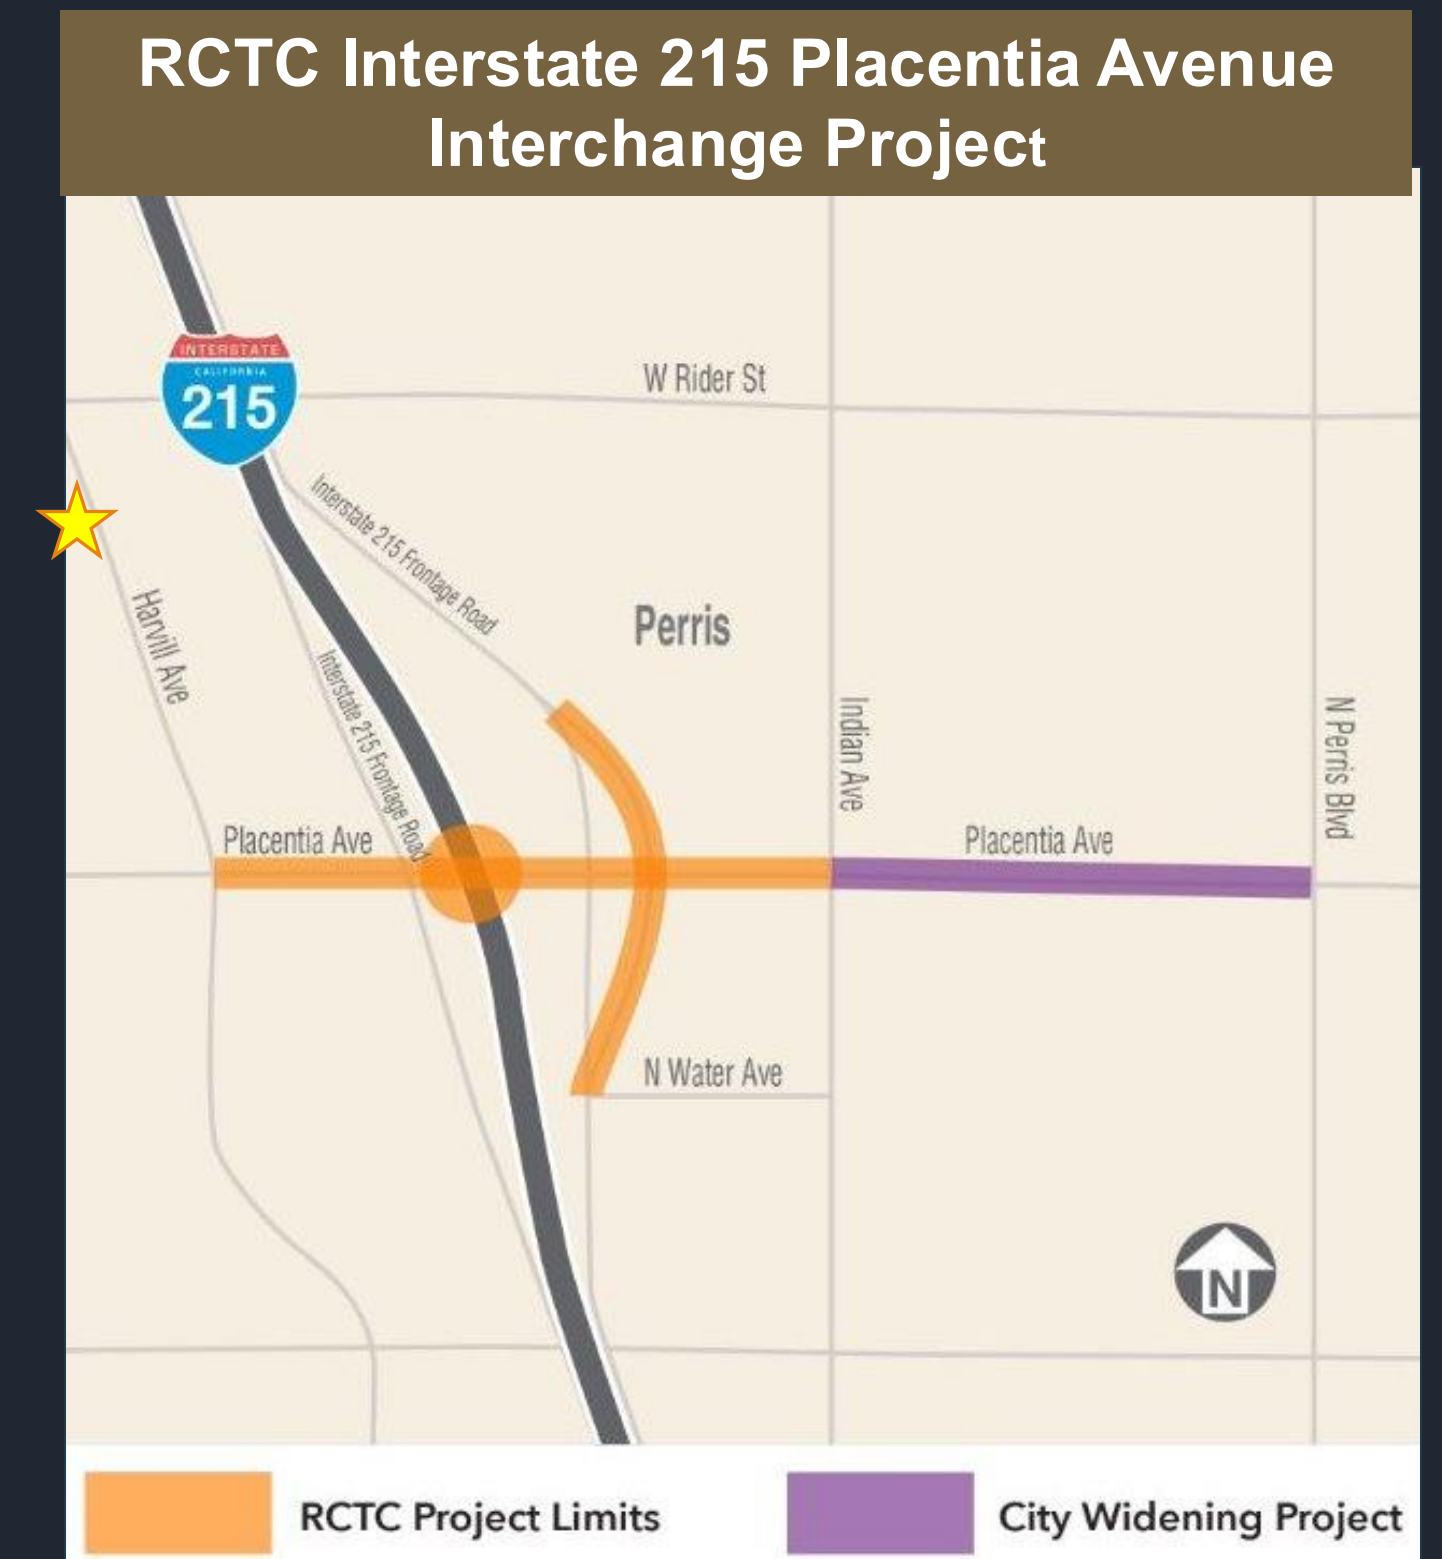 RCTC Interstate 215 Placentia Avenue
Interchange Project
INTERSTATE
CALIFORNIA
215
W Rider St
Interstate 215 Frontage Road
Perris
Harvill Ave
Interstate 215 Frontage Road
Indian Ave
N Perris Blvd
Placentia Ave
Placentia Ave
N Water Ave
N
RCTC Project Limits
City Widening Project